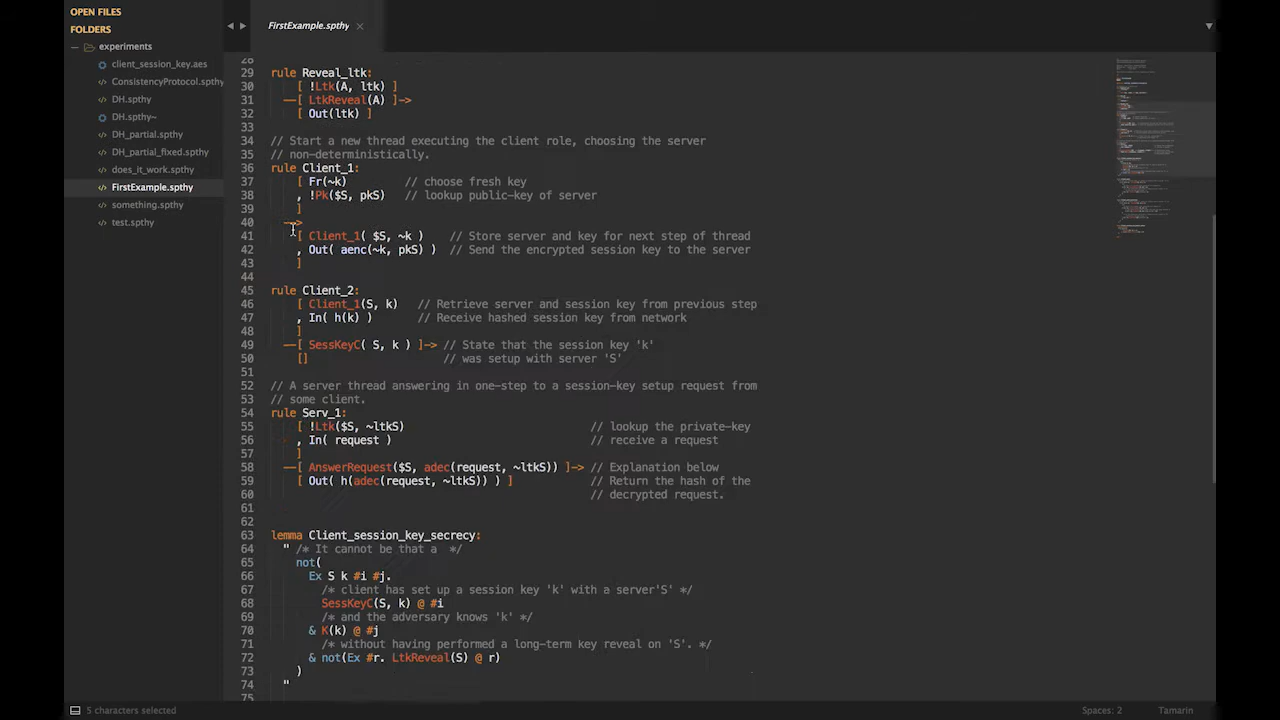 OPEN FILES
FOLDERS
experiments
client_session_key.aes
ConsistencyProtocol.spthy
DH.spthy
DH.spthy~
DH_partial.spthy
DH_partial_fixed.spthy
does_it_work.spthy
FirstExample.spthy
something.spthy
test.spthy
FirstExample.spthy ×
28
29 rule Reveal_ltk:
30 [ !Ltk(A, ltk) ]
31 --[ LtkReveal(A) ]->
32 [ Out(ltk) ]
33
34 // Start a new thread executing the client role, choosing the server
35 // non-deterministically.
36 rule Client_1:
37 [ Fr(~k) // choose fresh key
38 , !Pk($S, pkS) // lookup public-key of server
39 ]
40 -->
41 [ Client_1( $S, ~k ) // Store server and key for next step of thread
42 , Out( aenc(~k, pkS) ) // Send the encrypted session key to the server
43 ]
44
45 rule Client_2:
46 [ Client_1(S, k) // Retrieve server and session key from previous step
47 , In( h(k) ) // Receive hashed session key from network
48 ]
49 --[ SessKeyC( S, k ) ]-> // State that the session key 'k'
50 [] // was setup with server 'S'
51
52 // A server thread answering in one-step to a session-key setup request from
53 // some client.
54 rule Serv_1:
55 [ !Ltk($S, ~ltkS) // lookup the private-key
56 , In( request ) // receive a request
57 ]
58 --[ AnswerRequest($S, adec(request, ~ltkS)) ]-> // Explanation below
59 [ Out( h(adec(request, ~ltkS)) ) ] // Return the hash of the
60 // decrypted request.
61
62
63 lemma Client_session_key_secrecy:
64 " /* It cannot be that a */
65 not(
66 Ex S k #i #j.
67 /* client has set up a session key 'k' with a server'S' */
68 SessKeyC(S, k) @ #i
69 /* and the adversary knows 'k' */
70 & K(k) @ #j
71 /* without having performed a long-term key reveal on 'S'. */
72 & not(Ex #r. LtkReveal(S) @ r)
73 )
74 "
75
5 characters selected
Spaces: 2
Tamarin